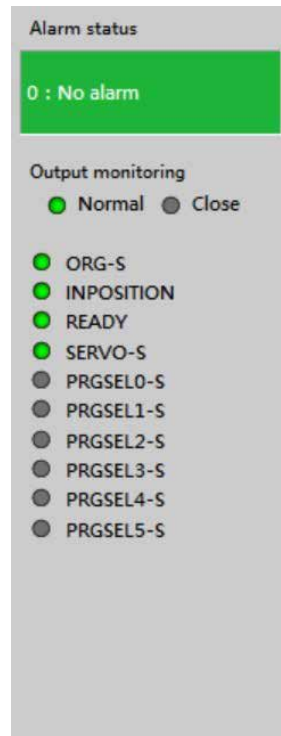 Alarm status
0 : No alarm
Output monitoring
Normal Close
ORG-S
INPOSITION
READY
SERVO-S
PRGSEL0-S
PRGSEL1-S
PRGSEL2-S
PRGSEL3-S
PRGSEL4-S
PRGSEL5-S